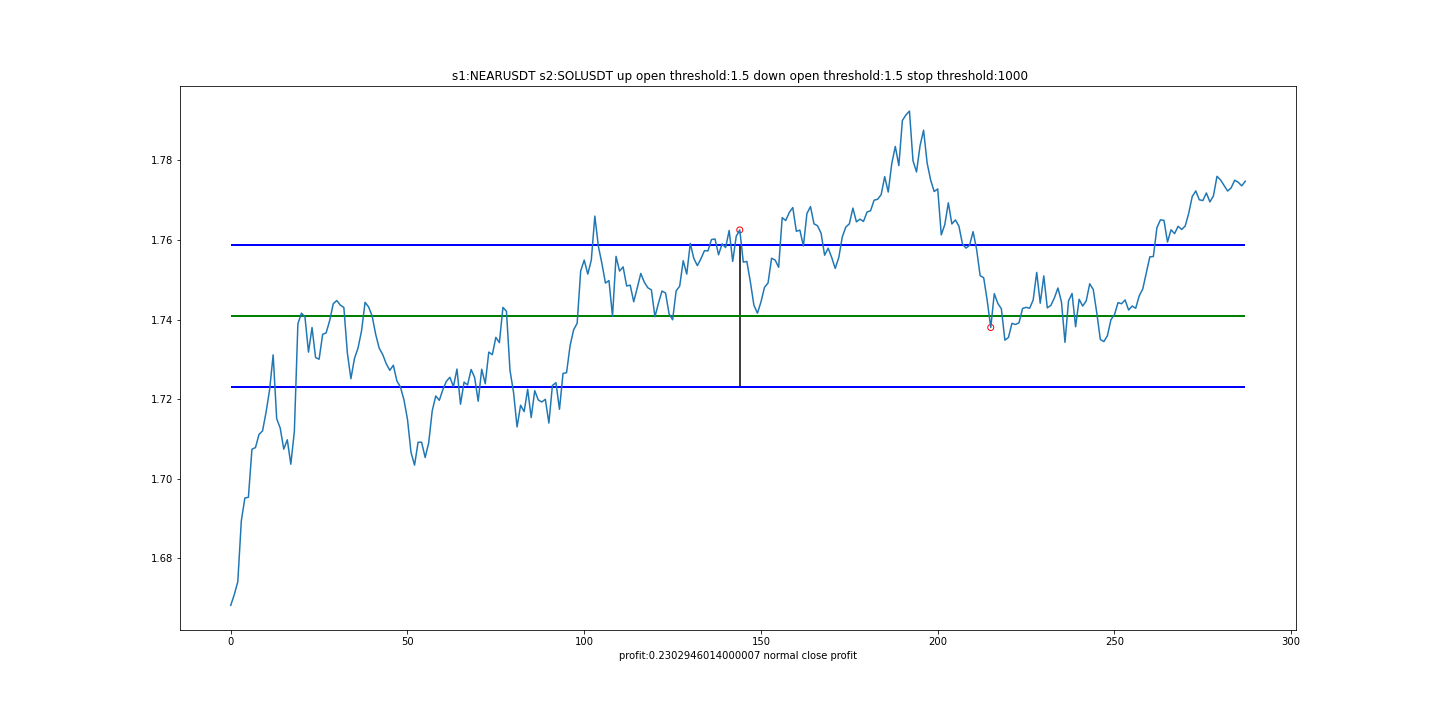 s1:NEARUSDT s2:SOLUSDT up open threshold:1.5 down open threshold:1.5 stop threshold:1000
1.78
1.76
1.74
1.72
1.70
1.68
0 50 100 150 200 250 300
profit:0.2302946014000007 normal close profit